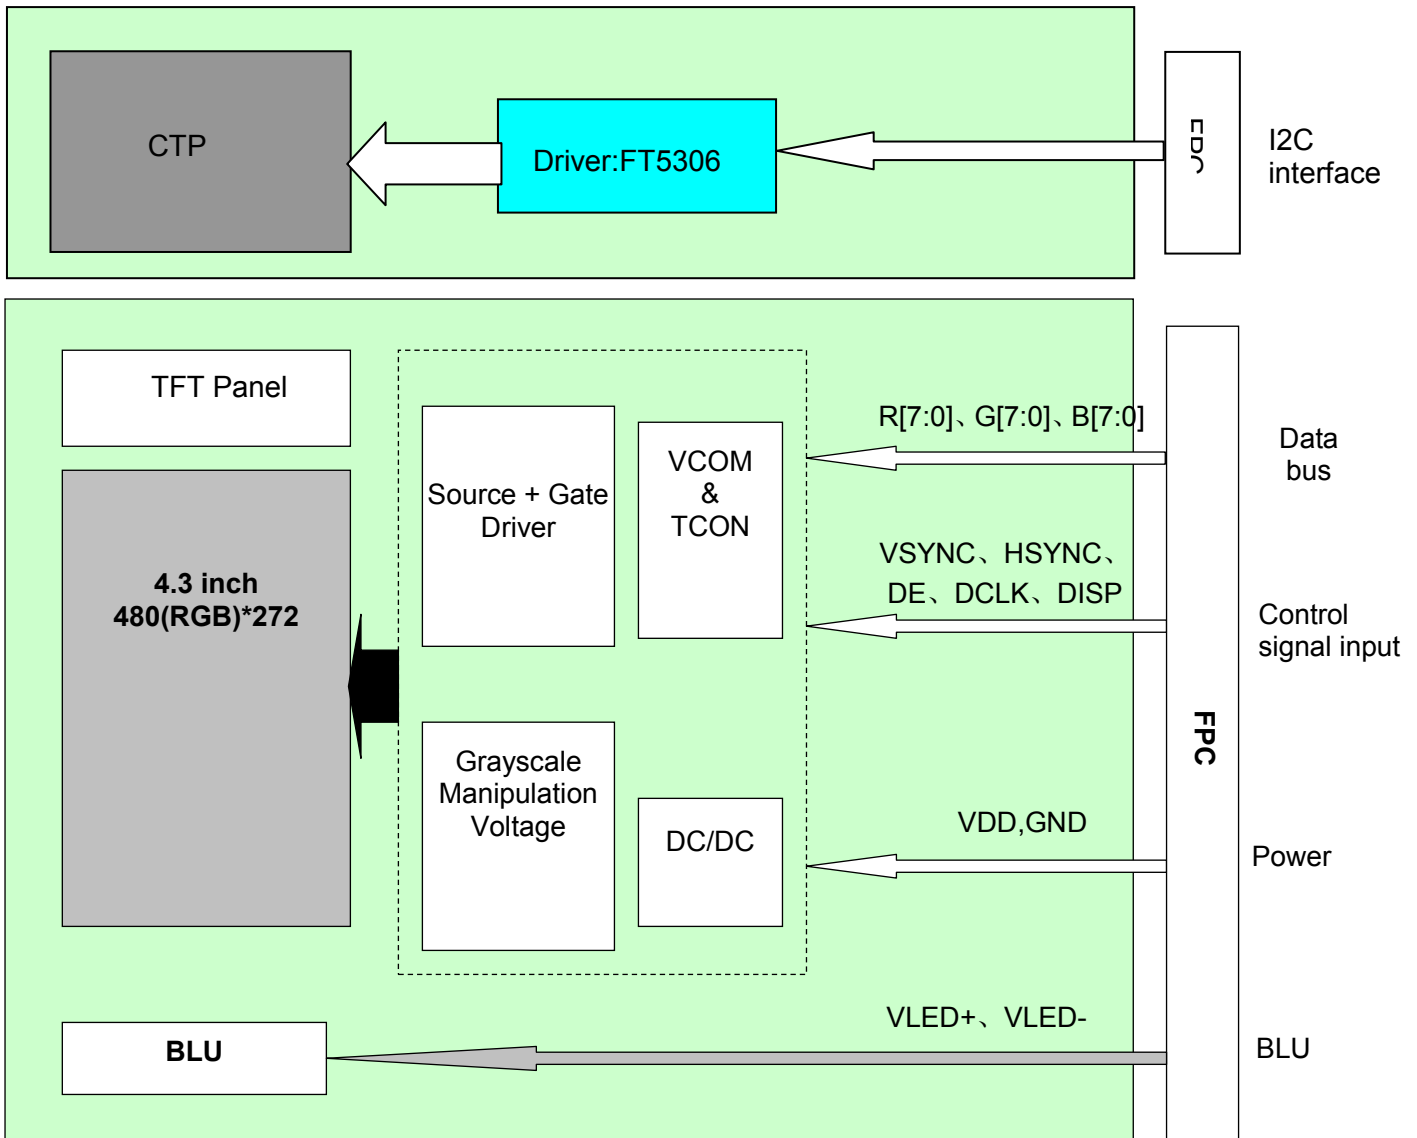 CTP
Driver:FT5306
I2C
interface
TFT Panel
Source + Gate
Driver
VCOM
&
TCON
4.3 inch
480(RGB)*272
Grayscale
Manipulation
Voltage
DC/DC
R[7:0]、G[7:0]、B[7:0]
VSYNC、HSYNC、
DE、DCLK、DISP
VDD,GND
VLED+、VLED-
BLU
FPC
Data
bus
Control
signal input
Power
BLU